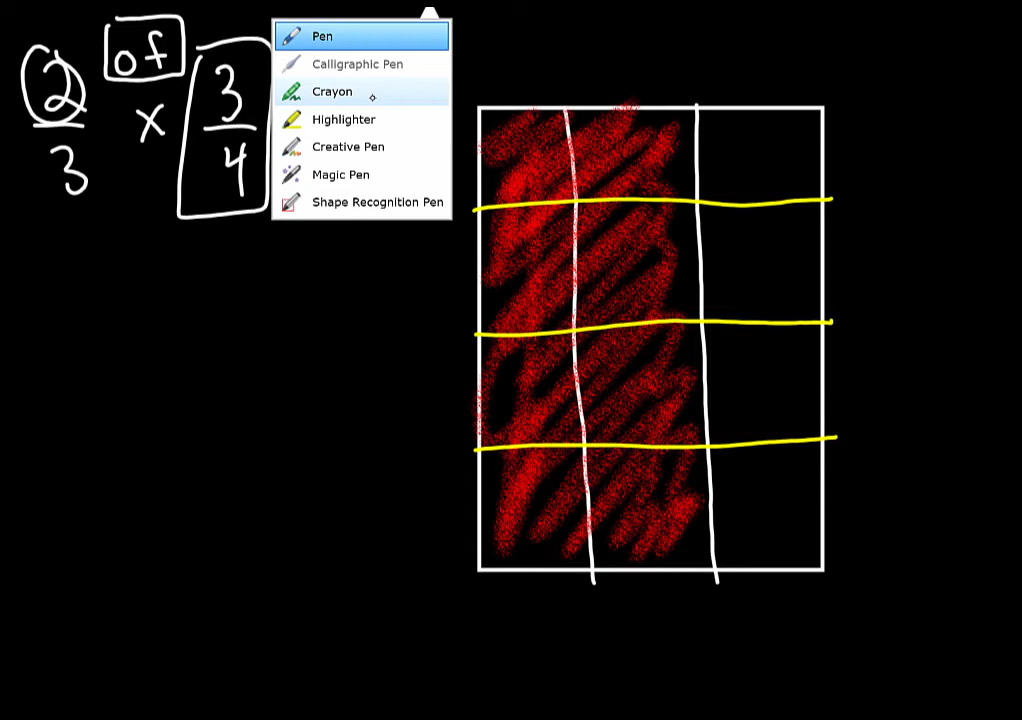 of
2/3 x 3/4
Pen
Calligraphic Pen
Crayon
Highlighter
Creative Pen
Magic Pen
Shape Recognition Pen